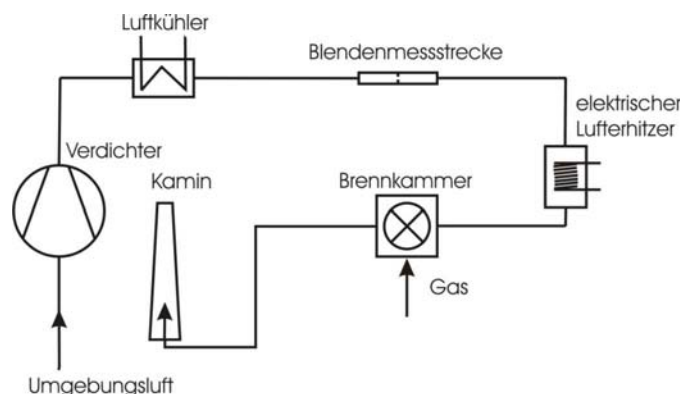 Luftkühler
Blendenmessstrecke
elektrischer
Lufterhitzer
Verdichter
Kamin
Brennkammer
Gas
Umgebungsluft